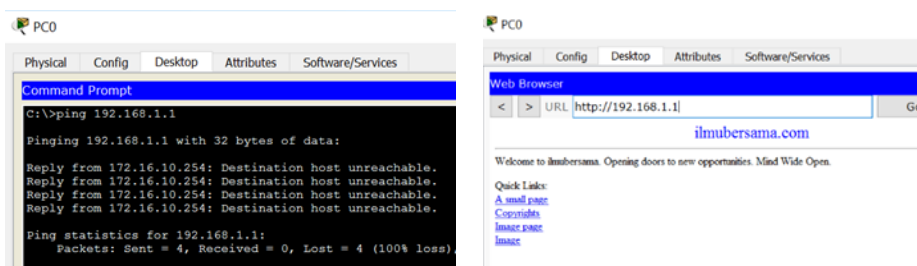 PC0
Physical Config Desktop Attributes Software/Services
Command Prompt
C:\>ping 192.168.1.1
Pinging 192.168.1.1 with 32 bytes of data:
Reply from 172.16.10.254: Destination host unreachable.
Reply from 172.16.10.254: Destination host unreachable.
Reply from 172.16.10.254: Destination host unreachable.
Reply from 172.16.10.254: Destination host unreachable.
Ping statistics for 192.168.1.1:
Packets: Sent = 4, Received = 0, Lost = 4 (100% loss),
PC0
Physical Config Desktop Attributes Software/Services
Web Browser
< > URL http://192.168.1.1 Go
ilmubersama.com
Welcome to ilmubersama. Opening doors to new opportunities. Mind Wide Open.
Quick Links:
A small page
Copyrights
Image page
Image